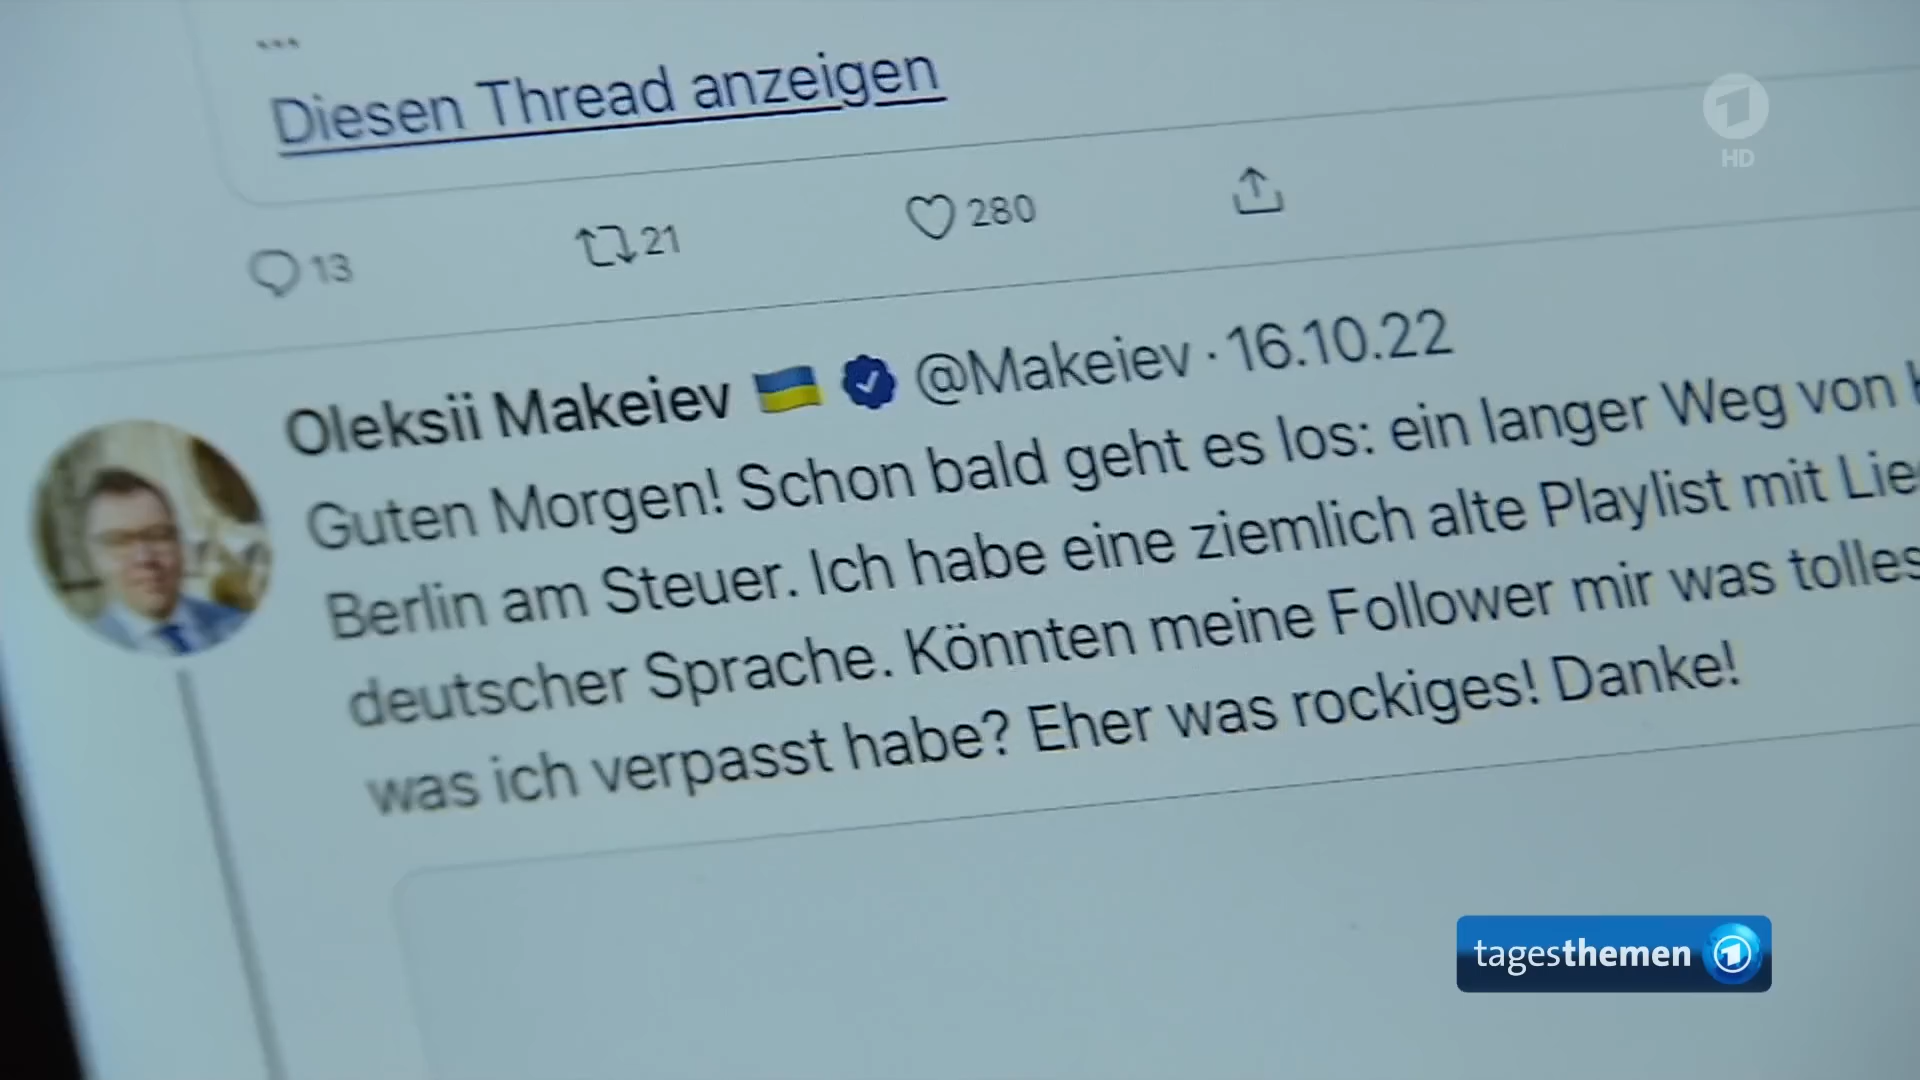 Diesen Thread anzeigen
13 21 280
HD
Oleksii Makeiev @Makeiev · 16.10.22
Guten Morgen! Schon bald geht es los: ein langer Weg von
Berlin am Steuer. Ich habe eine ziemlich alte Playlist mit
deutscher Sprache. Könnten meine Follower mir was tolles
was ich verpasst habe? Eher was rockiges! Danke!
tagesthemen